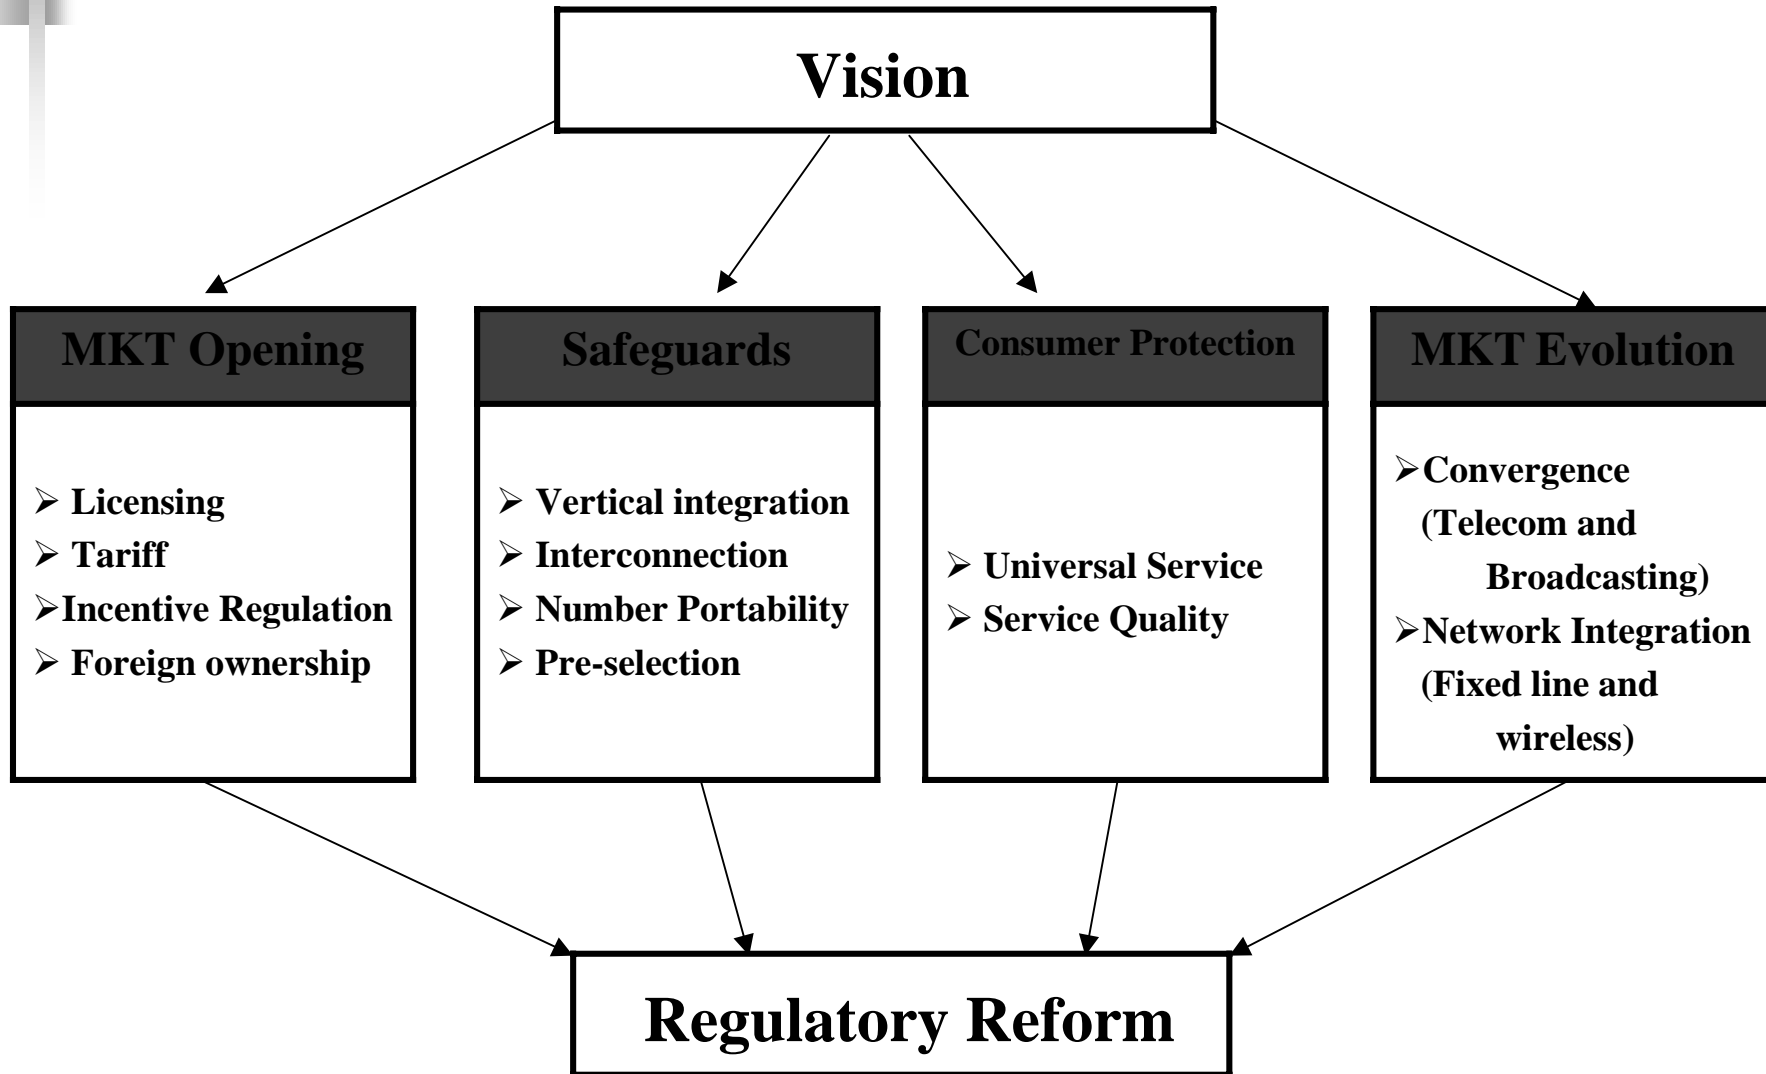 Vision
MKT Opening
➢ Licensing
➢ Tariff
➢Incentive Regulation
➢ Foreign ownership
Safeguards
➢ Vertical integration
➢ Interconnection
➢ Number Portability
➢ Pre-selection
Consumer Protection
➢ Universal Service
➢ Service Quality
MKT Evolution
➢Convergence
(Telecom and
Broadcasting)
➢Network Integration
(Fixed line and
wireless)
Regulatory Reform